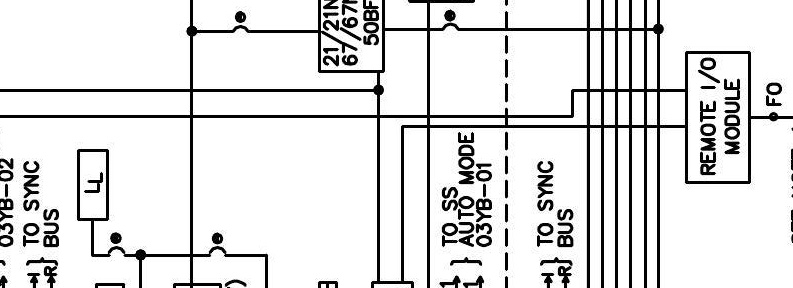 21/21N
67/67N
50BF
REMOTE I/O
MODULE
FO
03YB-02
TO SYNC
BUS
TO SS
AUTO MODE
03YB-01
TO SYNC
BUS